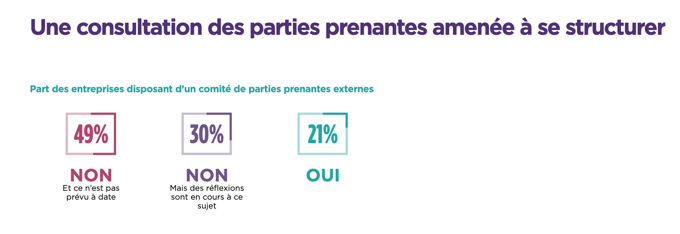 Une consultation des parties prenantes amenée à se structurer
Part des entreprises disposant d'un comité de parties prenantes externes
49%
30%
21%
NON
NON
OUI
Et ce n'est pas
prévu à date
Mais des réflexions
sont en cours à ce
sujet